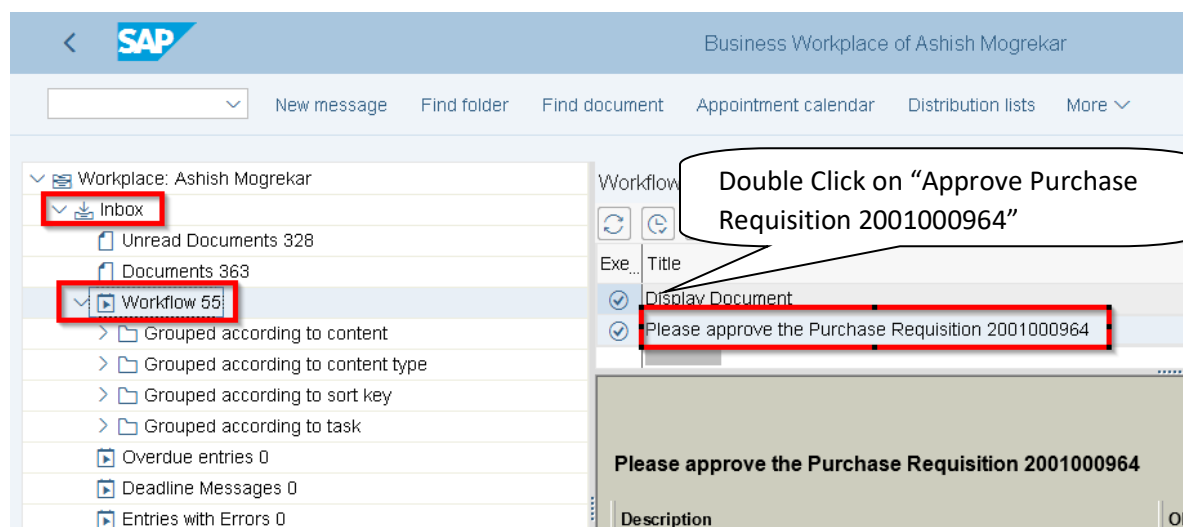 SAP
Business Workplace of Ashish Mogrekar
New message Find folder Find document Appointment calendar Distribution lists More
Workplace: Ashish Mogrekar
Inbox
Unread Documents 328
Documents 363
Workflow 55
Grouped according to content
Grouped according to content type
Grouped according to sort key
Grouped according to task
Overdue entries 0
Deadline Messages 0
Entries with Errors 0
Workflow
Double Click on “Approve Purchase
Requisition 2001000964”
Exe... Title
Display Document
Please approve the Purchase Requisition 2001000964
Please approve the Purchase Requisition 2001000964
Description